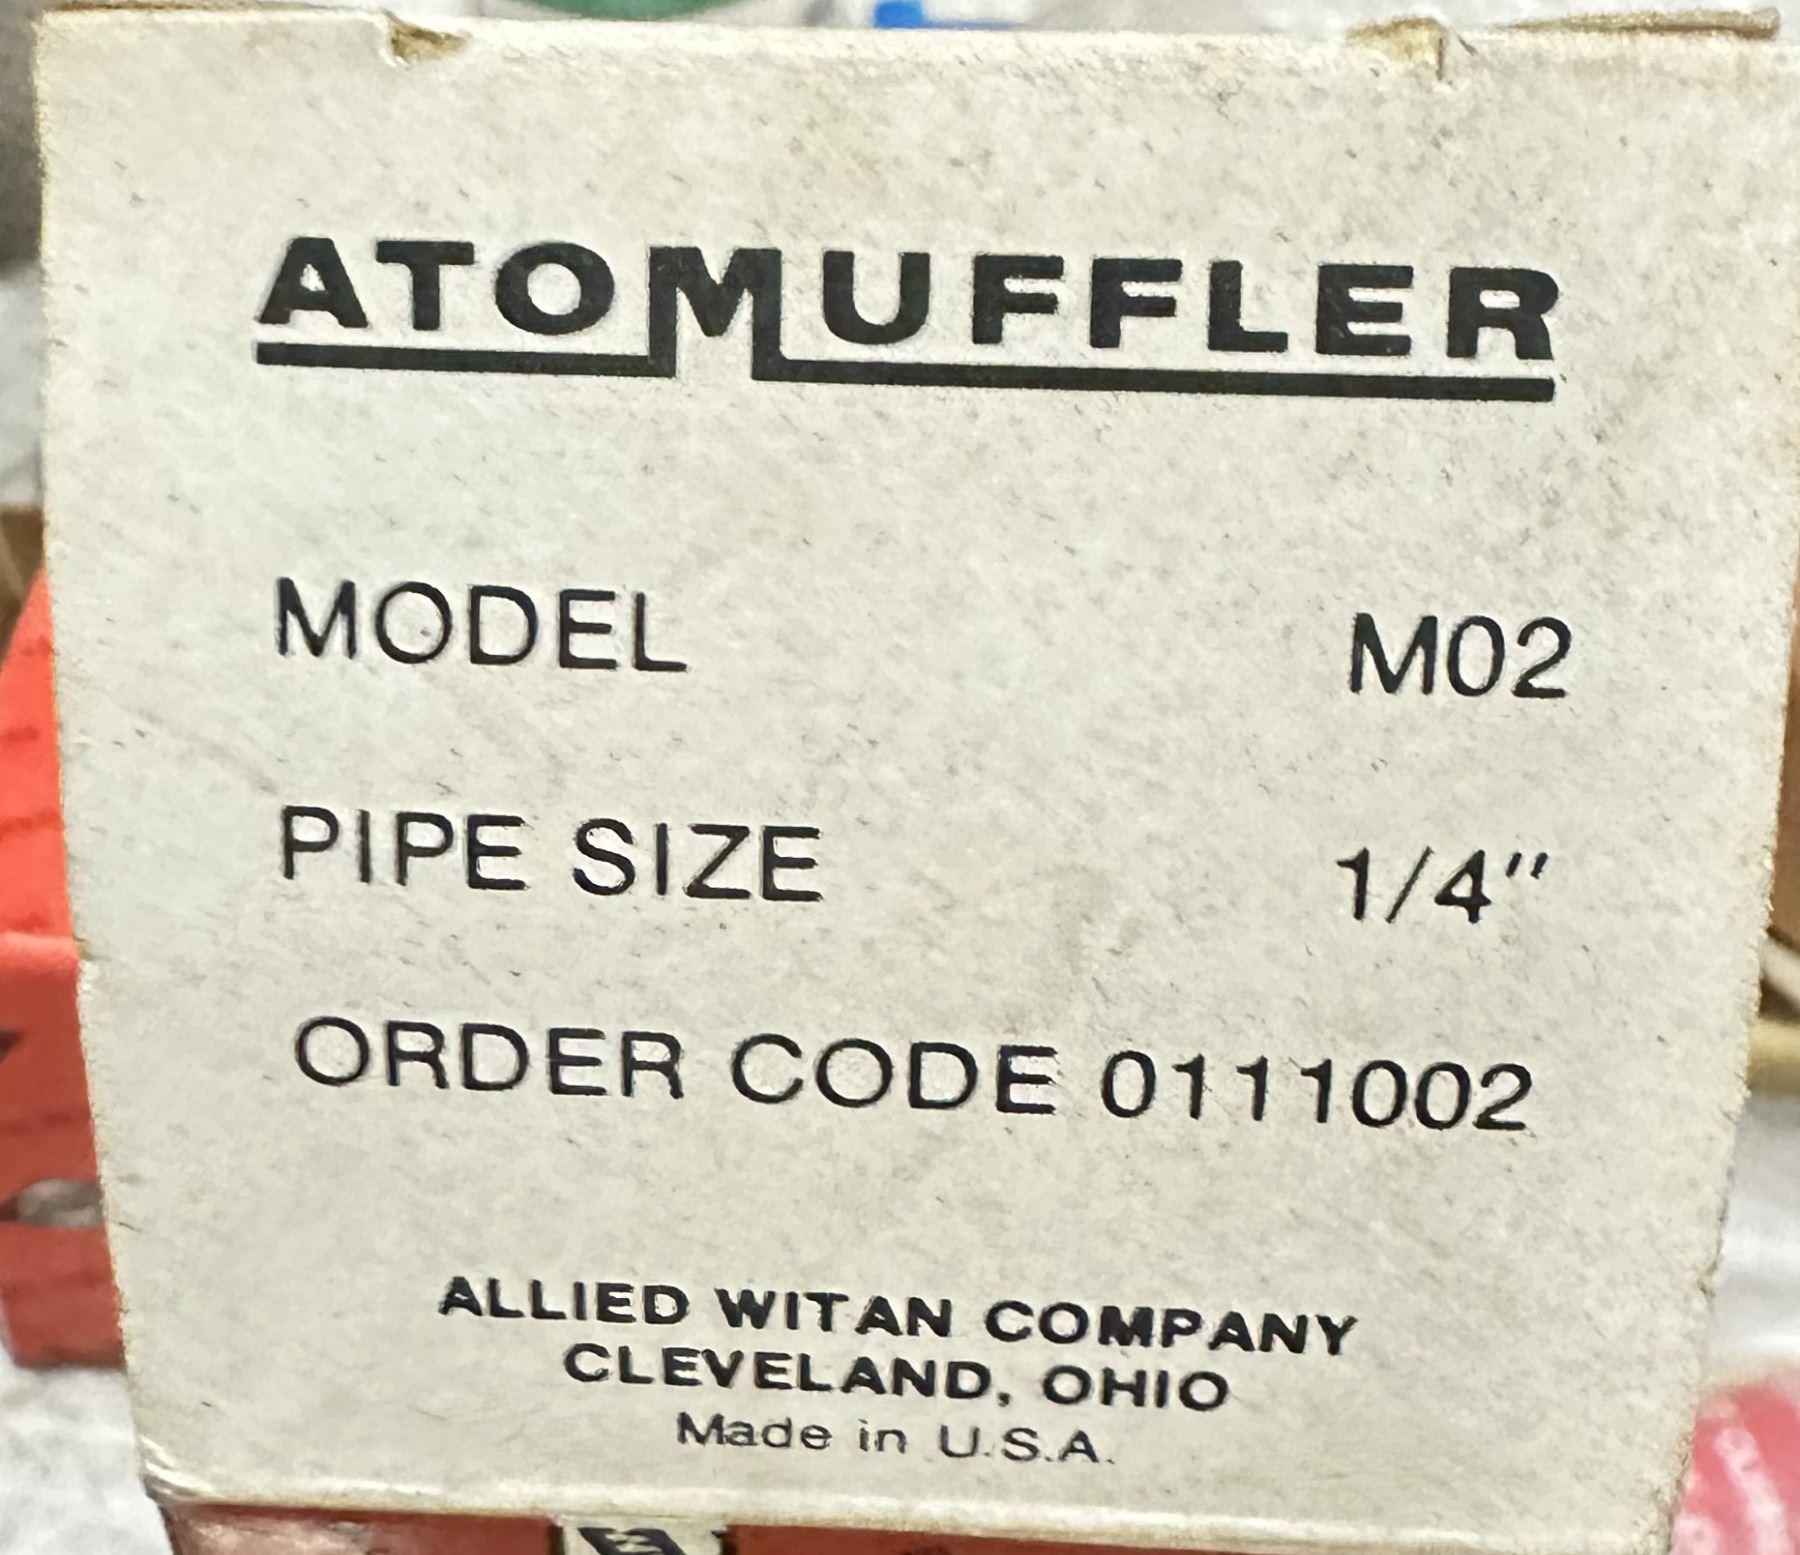 ATOMUFFLER
MODEL M02
PIPE SIZE 1/4"
ORDER CODE 0111002
ALLIED WITAN COMPANY
CLEVELAND, OHIO
Made in U.S.A.